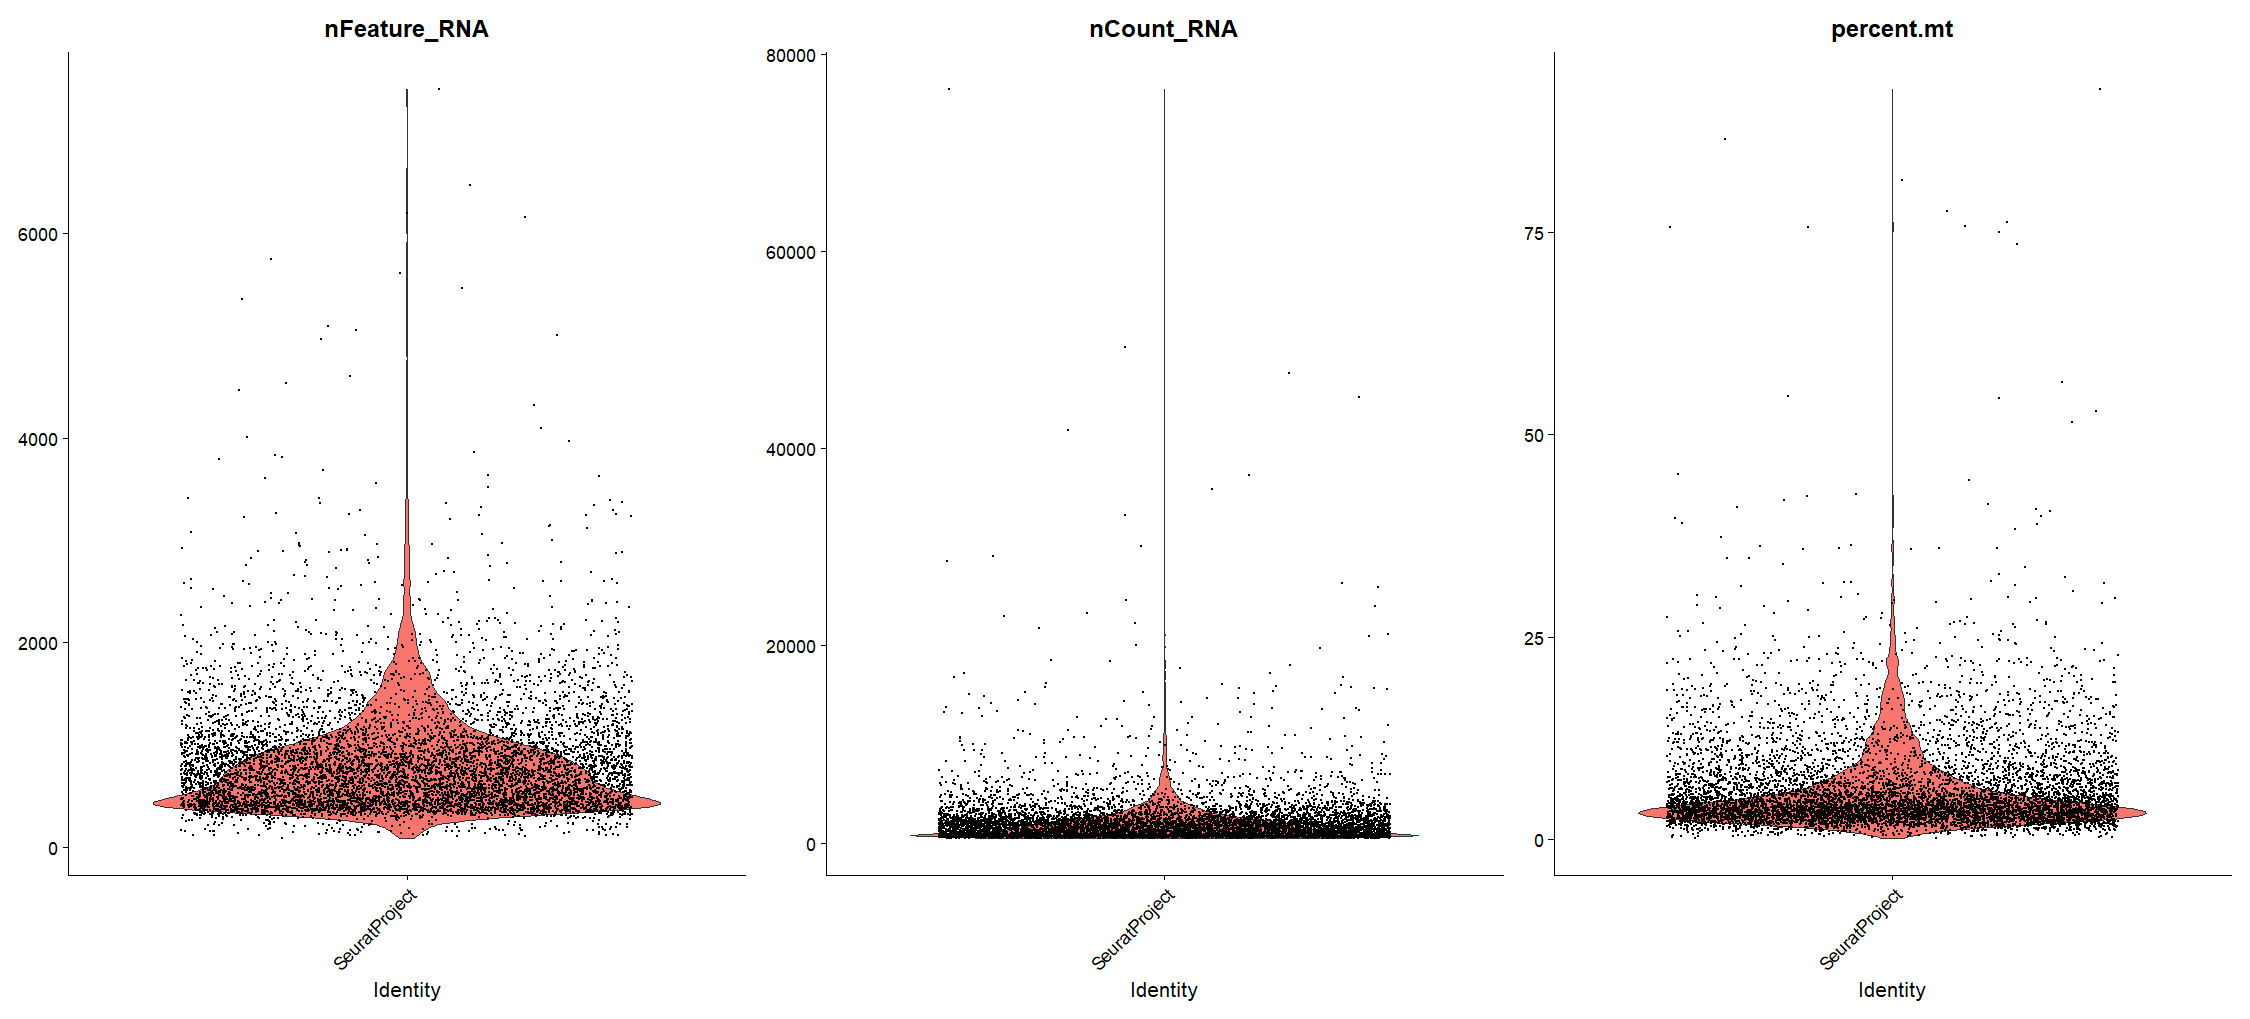 nFeature_RNA
6000
4000
2000
0
SeuratProject
Identity
nCount_RNA
80000
60000
40000
20000
0
SeuratProject
Identity
percent.mt
75
50
25
0
SeuratProject
Identity